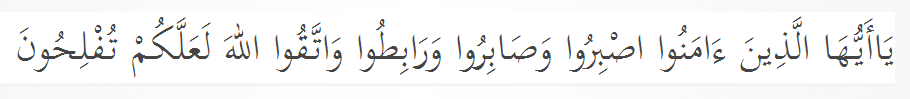 يَاأَيُّهَا الَّذِينَ ءَامَنُوا اصْبِرُوا وَصَابِرُوا وَرَابِطُوا وَاتَّقُوا اللهَ لَعَلَّكُمْ تُفْلِحُونَ